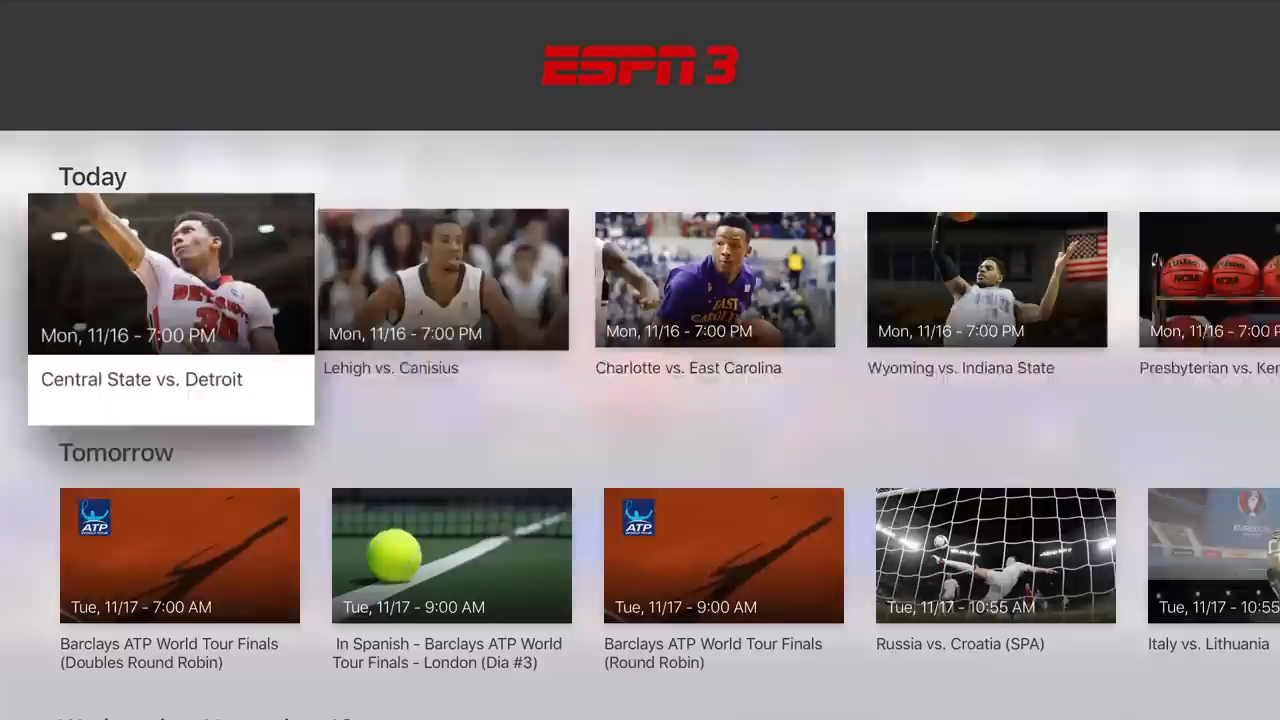 ESPN 3
Today
Mon, 11/16 - 7:00 PM
Central State vs. Detroit
Mon, 11/16 - 7:00 PM
Lehigh vs. Canisius
Mon, 11/16 - 7:00 PM
Charlotte vs. East Carolina
Mon, 11/16 - 7:00 PM
Wyoming vs. Indiana State
Mon, 11/16 - 7:00 P
Presbyterian vs. Ker
Tomorrow
ATP
Tue, 11/17 - 7:00 AM
Barclays ATP World Tour Finals
(Doubles Round Robin)
Tue, 11/17 - 9:00 AM
In Spanish - Barclays ATP World
Tour Finals - London (Dia #3)
ATP
Tue, 11/17 - 9:00 AM
Barclays ATP World Tour Finals
(Round Robin)
Tue, 11/17 - 10:55 AM
Russia vs. Croatia (SPA)
Tue, 11/17 - 10:55
Italy vs. Lithuania